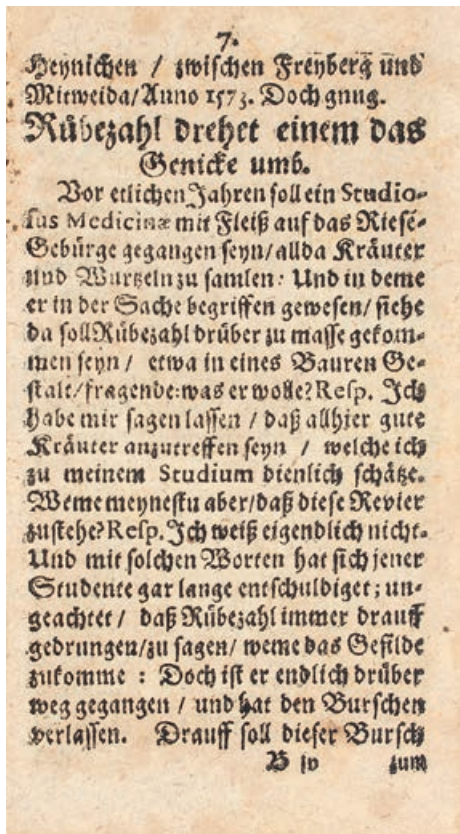 7.
Heynichen / zwischen Freyberg und
Mitweida/Anno 1573. Doch gnug.
Rübezahl drehet einem das
Genicke umb.
Vor etlichen Jahren soll ein Studio-
sus Medicinæ mit Fleiß auf das Riesẽ-
Gebürge gegangen seyn/allda Kräuter
und Wurtzeln zu samlen: Und in deme
er in der Sache begriffen gewesen/ siehe
da soll Rübezahl drüber zu masse gekom-
men seyn / etwa in eines Bauren Ge-
stalt/fragende:was er wolle? Resp. Ich
habe mir sagen lassen / daß allhier gute
Kräuter anzutreffen seyn / welche ich
zu meinem Studium dienlich schätze.
Weme meynestu aber/daß diese Revier
zustehe? Resp. Ich weiß eigendlich nicht.
Und mit solchen Worten hat sich jener
Studente gar lange entschuldiget; un-
geachtet / daß Rübezahl immer drauff
gedrungen/zu sagen/ weme das Gefilde
zukomme : Doch ist er endlich drüber
weg gegangen / und hat den Burschen
verlassen. Drauff soll dieser Bursch
B iv zum